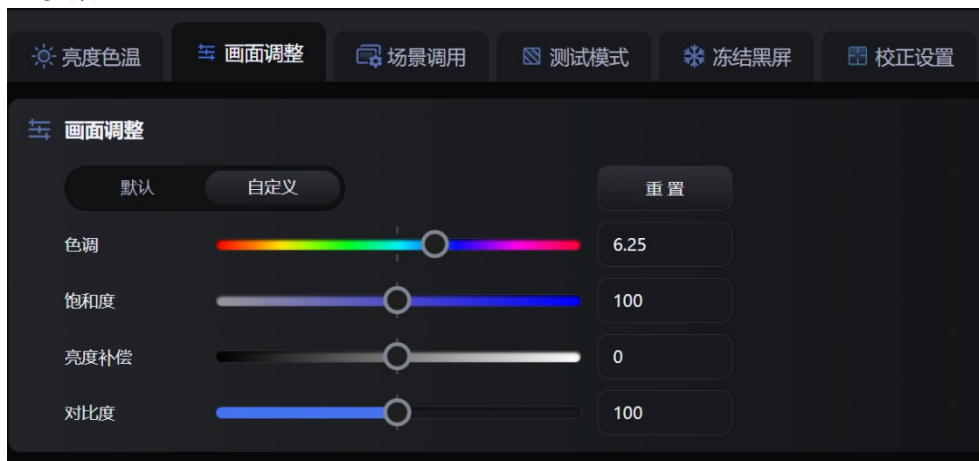 亮度色温 画面调整 场景调用 测试模式 冻结黑屏 校正设置
画面调整
默认 自定义 重置
色调 6.25
饱和度 100
亮度补偿 0
对比度 100